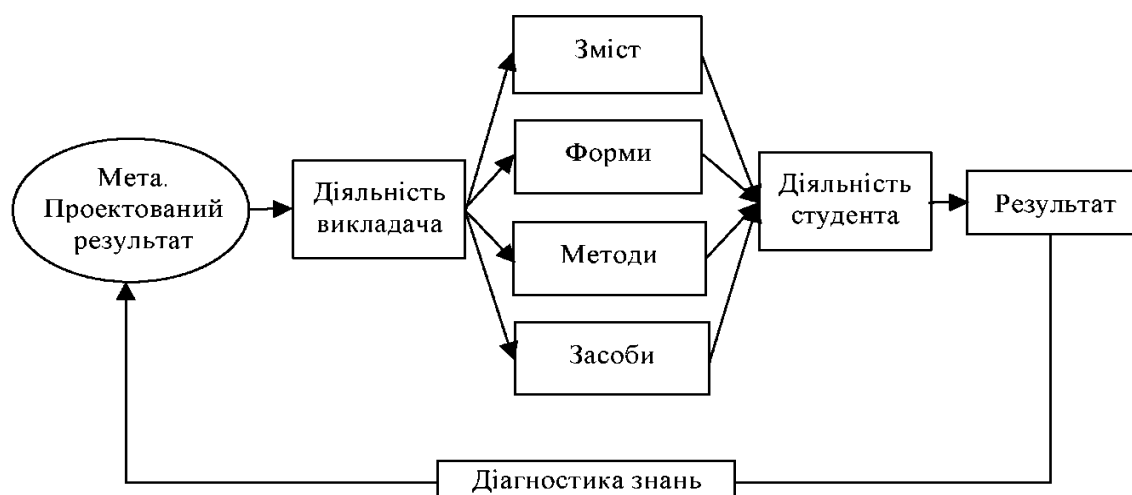 Зміст
Форми
Мета.
Проектований
результат
Діяльність
викладача
Методи
Засоби
Діяльність
студента
Результат
Діагностика знань